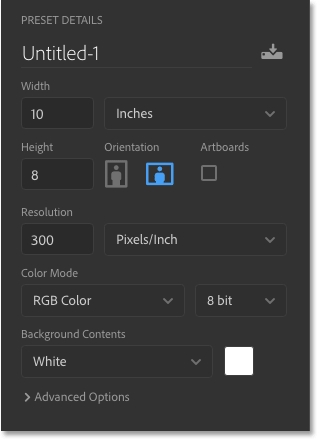 PRESET DETAILS
Untitled-1
Width
10 Inches
Height Orientation Artboards
8
Resolution
300 Pixels/Inch
Color Mode
RGB Color 8 bit
Background Contents
White
Advanced Options